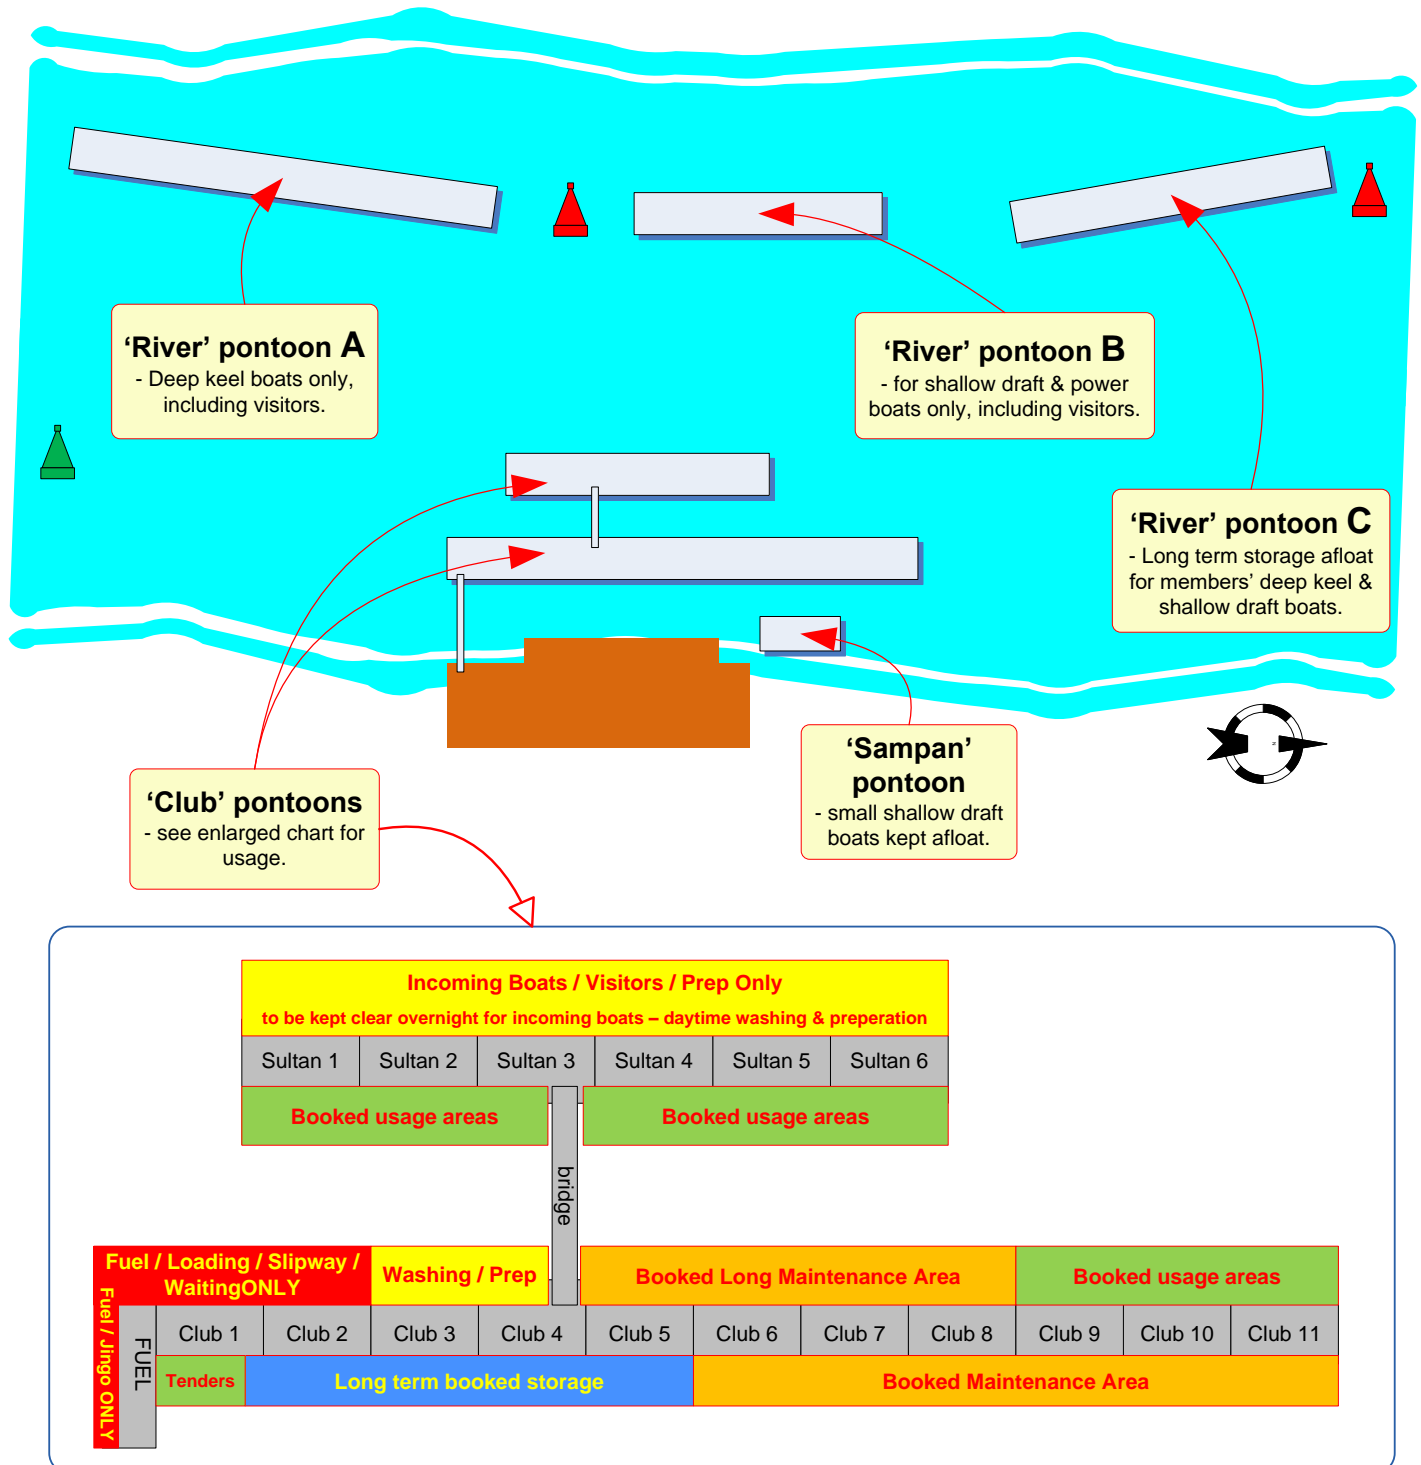 ‘River’ pontoon A
- Deep keel boats only,
including visitors.
‘River’ pontoon B
- for shallow draft & power
boats only, including visitors.
‘River’ pontoon C
- Long term storage afloat
for members’ deep keel &
shallow draft boats.
‘Sampan’
pontoon
- small shallow draft
boats kept afloat.
N
‘Club’ pontoons
- see enlarged chart for
usage.
Incoming Boats / Visitors / Prep Only
to be kept clear overnight for incoming boats – daytime washing & preperation
Sultan 1
Sultan 2
Sultan 3
Sultan 4
Sultan 5
Sultan 6
Booked usage areas
Booked usage areas
bridge
Fuel / Loading / Slipway /
WaitingONLY
Washing / Prep
Booked Long Maintenance Area
Booked usage areas
Fuel / Jingo ONLY
FUEL
Club 1
Club 2
Club 3
Club 4
Club 5
Club 6
Club 7
Club 8
Club 9
Club 10
Club 11
Tenders
Long term booked storage
Booked Maintenance Area